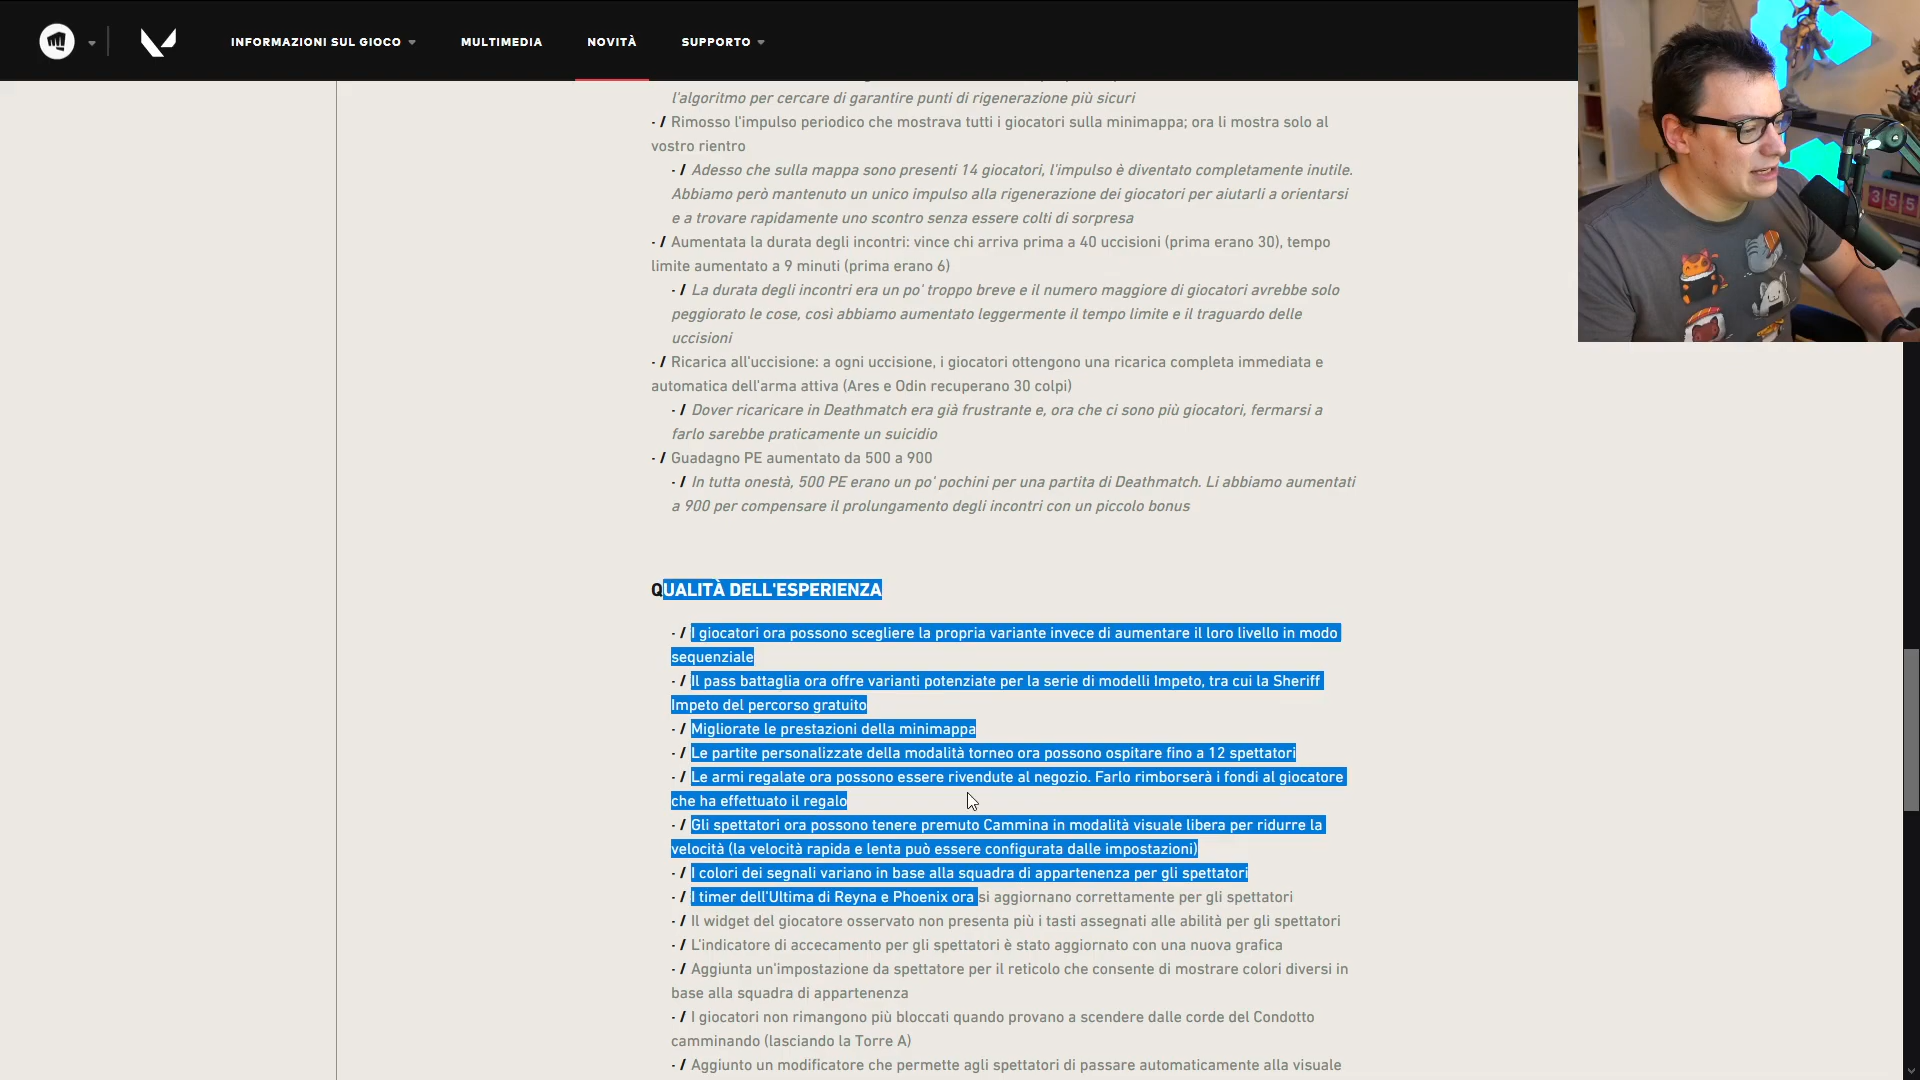 INFORMAZIONI SUL GIOCO
MULTIMEDIA
NOVITÀ
SUPPORTO
l'algoritmo per cercare di garantire punti di rigenerazione più sicuri
- / Rimosso l'impulso periodico che mostrava tutti i giocatori sulla minimappa; ora li mostra solo al
vostro rientro
- / Adesso che sulla mappa sono presenti 14 giocatori, l'impulso è diventato completamente inutile.
Abbiamo però mantenuto un unico impulso alla rigenerazione dei giocatori per aiutarli a orientarsi
e a trovare rapidamente uno scontro senza essere colti di sorpresa
- / Aumentata la durata degli incontri: vince chi arriva prima a 40 uccisioni (prima erano 30), tempo
limite aumentato a 9 minuti (prima erano 6)
- / La durata degli incontri era un po' troppo breve e il numero maggiore di giocatori avrebbe solo
peggiorato le cose, così abbiamo aumentato leggermente il tempo limite e il traguardo delle
uccisioni
- / Ricarica all'uccisione: a ogni uccisione, i giocatori ottengono una ricarica completa immediata e
automatica dell'arma attiva (Ares e Odin recuperano 30 colpi)
- / Dover ricaricare in Deathmatch era già frustrante e, ora che ci sono più giocatori, fermarsi a
farlo sarebbe praticamente un suicidio
- / Guadagno PE aumentato da 500 a 900
- / In tutta onestà, 500 PE erano un po' pochini per una partita di Deathmatch. Li abbiamo aumentati
a 900 per compensare il prolungamento degli incontri con un piccolo bonus
QUALITÀ DELL'ESPERIENZA
- / I giocatori ora possono scegliere la propria variante invece di aumentare il loro livello in modo
sequenziale
- / Il pass battaglia ora offre varianti potenziate per la serie di modelli Impeto, tra cui la Sheriff
Impeto del percorso gratuito
- / Migliorate le prestazioni della minimappa
- / Le partite personalizzate della modalità torneo ora possono ospitare fino a 12 spettatori
- / Le armi regalate ora possono essere rivendute al negozio. Farlo rimborserà i fondi al giocatore
che ha effettuato il regalo
- / Gli spettatori ora possono tenere premuto Cammina in modalità visuale libera per ridurre la
velocità (la velocità rapida e lenta può essere configurata dalle impostazioni)
- / I colori dei segnali variano in base alla squadra di appartenenza per gli spettatori
- / I timer dell'Ultima di Reyna e Phoenix ora si aggiornano correttamente per gli spettatori
- / Il widget del giocatore osservato non presenta più i tasti assegnati alle abilità per gli spettatori
- / L'indicatore di accecamento per gli spettatori è stato aggiornato con una nuova grafica
- / Aggiunta un'impostazione da spettatore per il reticolo che consente di mostrare colori diversi in
base alla squadra di appartenenza
- / I giocatori non rimangono più bloccati quando provano a scendere dalle corde del Condotto
camminando (lasciando la Torre A)
- / Aggiunto un modificatore che permette agli spettatori di passare automaticamente alla visuale
355